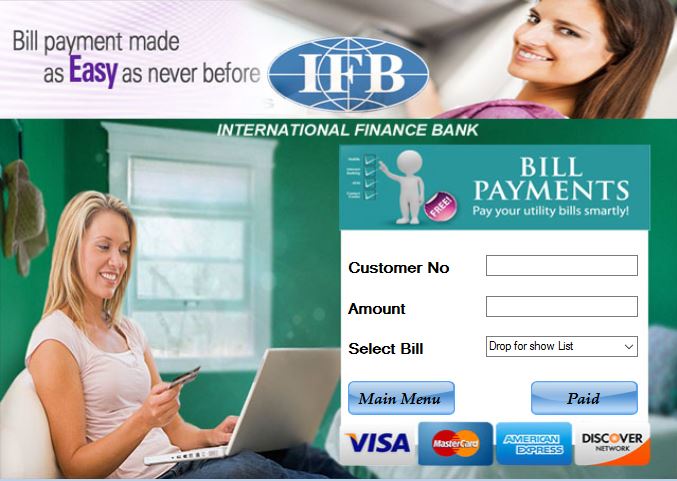 Bill payment made
as Easy as never before
IFB
INTERNATIONAL FINANCE BANK
BILL
PAYMENTS
FREE!
Pay your utility bills smartly!
Customer No
Amount
Select Bill
Drop for show List
Main Menu
Paid
VISA
MasterCard
AMERICAN
EXPRESS
DISCOVER
NETWORK